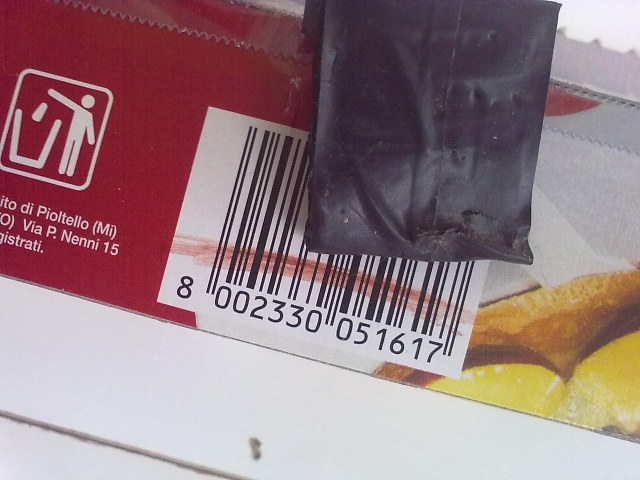 ito di Pioltello (Mi)
O) Via P. Nenni 15
gistrati.
8 002330 051617